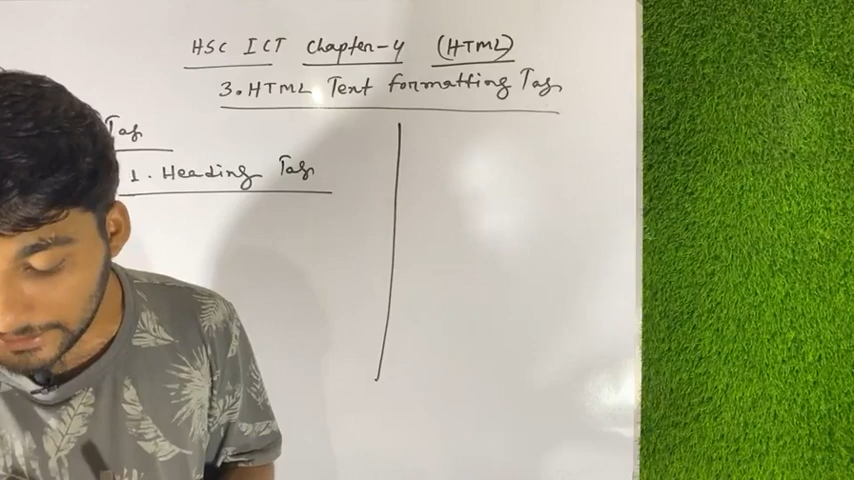 HSC ICT Chapter-4 (HTML)
3. HTML Text formatting Tag
Tag
1. Heading Tag